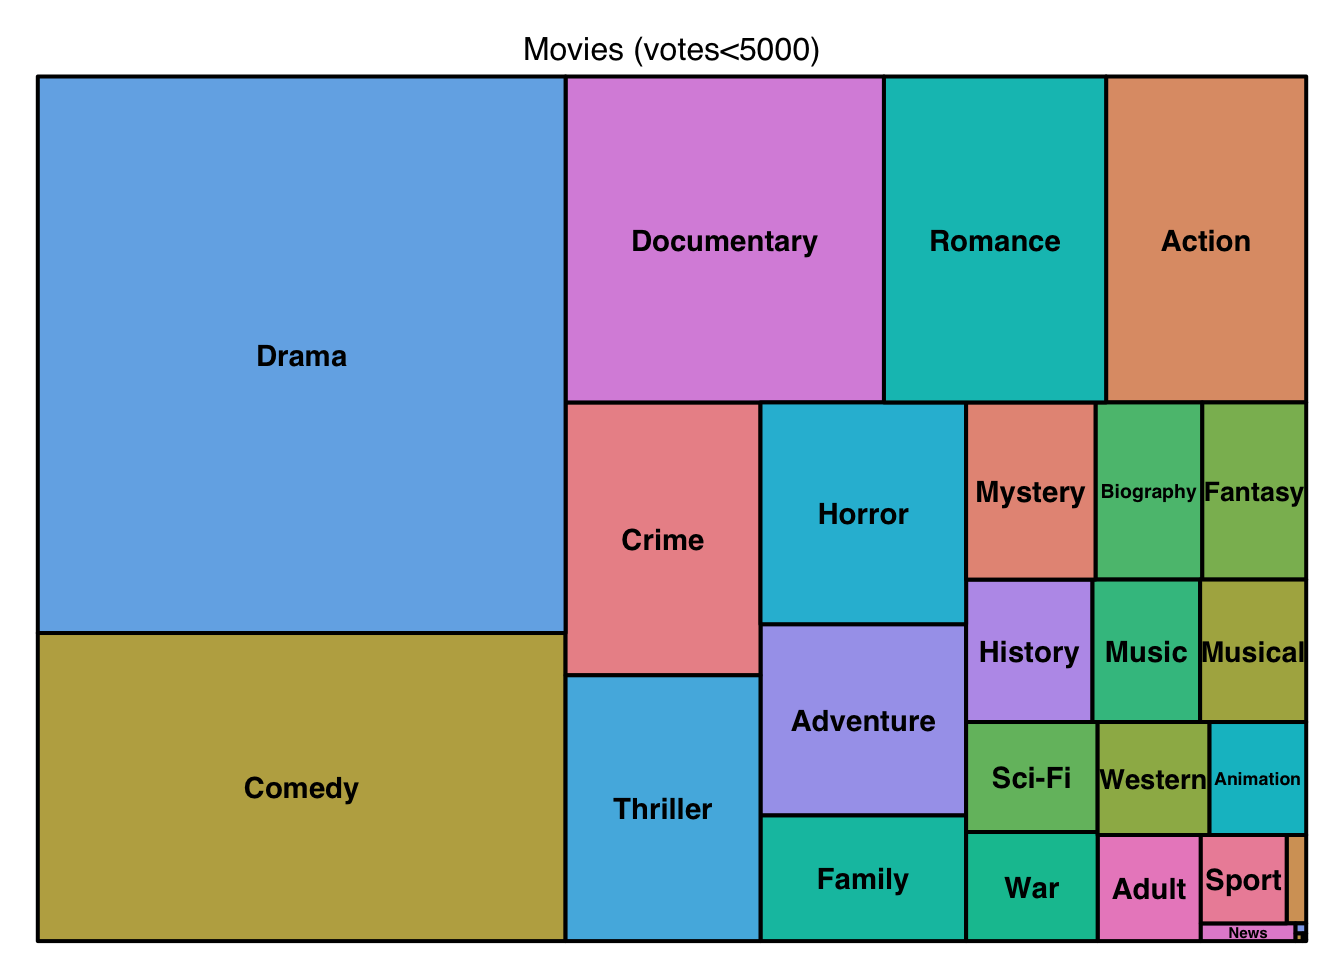 Movies (votes<5000)
Drama
Documentary
Romance
Action
Crime
Horror
Mystery
Biography
Fantasy
History
Music
Musical
Adventure
Sci-Fi
Western
Animation
Comedy
Thriller
Family
War
Adult
Sport
News